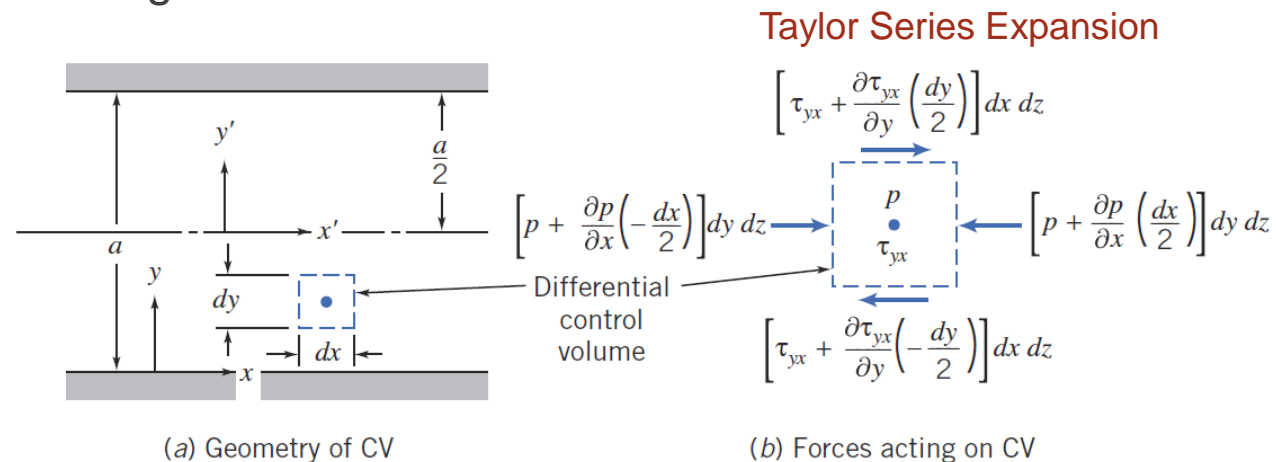 g
Taylor Series Expansion
[τyx + ∂τyx/∂y (dy/2)] dx dz
y′
a/2
p
[p + ∂p/∂x (− dx/2)] dy dz
[p + ∂p/∂x (dx/2)] dy dz
x′
a
τyx
y
dy
Differential
control
volume
[τyx + ∂τyx/∂y (− dy/2)] dx dz
dx
x
(a) Geometry of CV
(b) Forces acting on CV